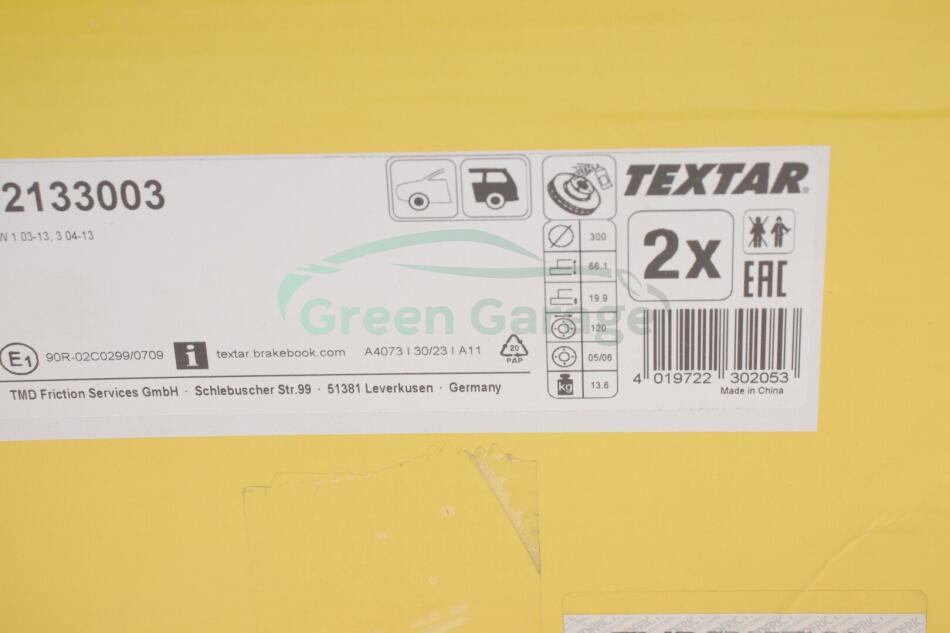 2133003
TEXTAR
W 1 03-13, 3 04-13
300
66.1
19.9
120
05/06
kg 13.6
2x
EAC
Green Garage
E1 90R-02C0299/0709
i textar.brakebook.com
A4073 | 30/23 | A11
20
PAP
TMD Friction Services GmbH · Schlebuscher Str.99 · 51381 Leverkusen · Germany
4 019722 302053
Made in China